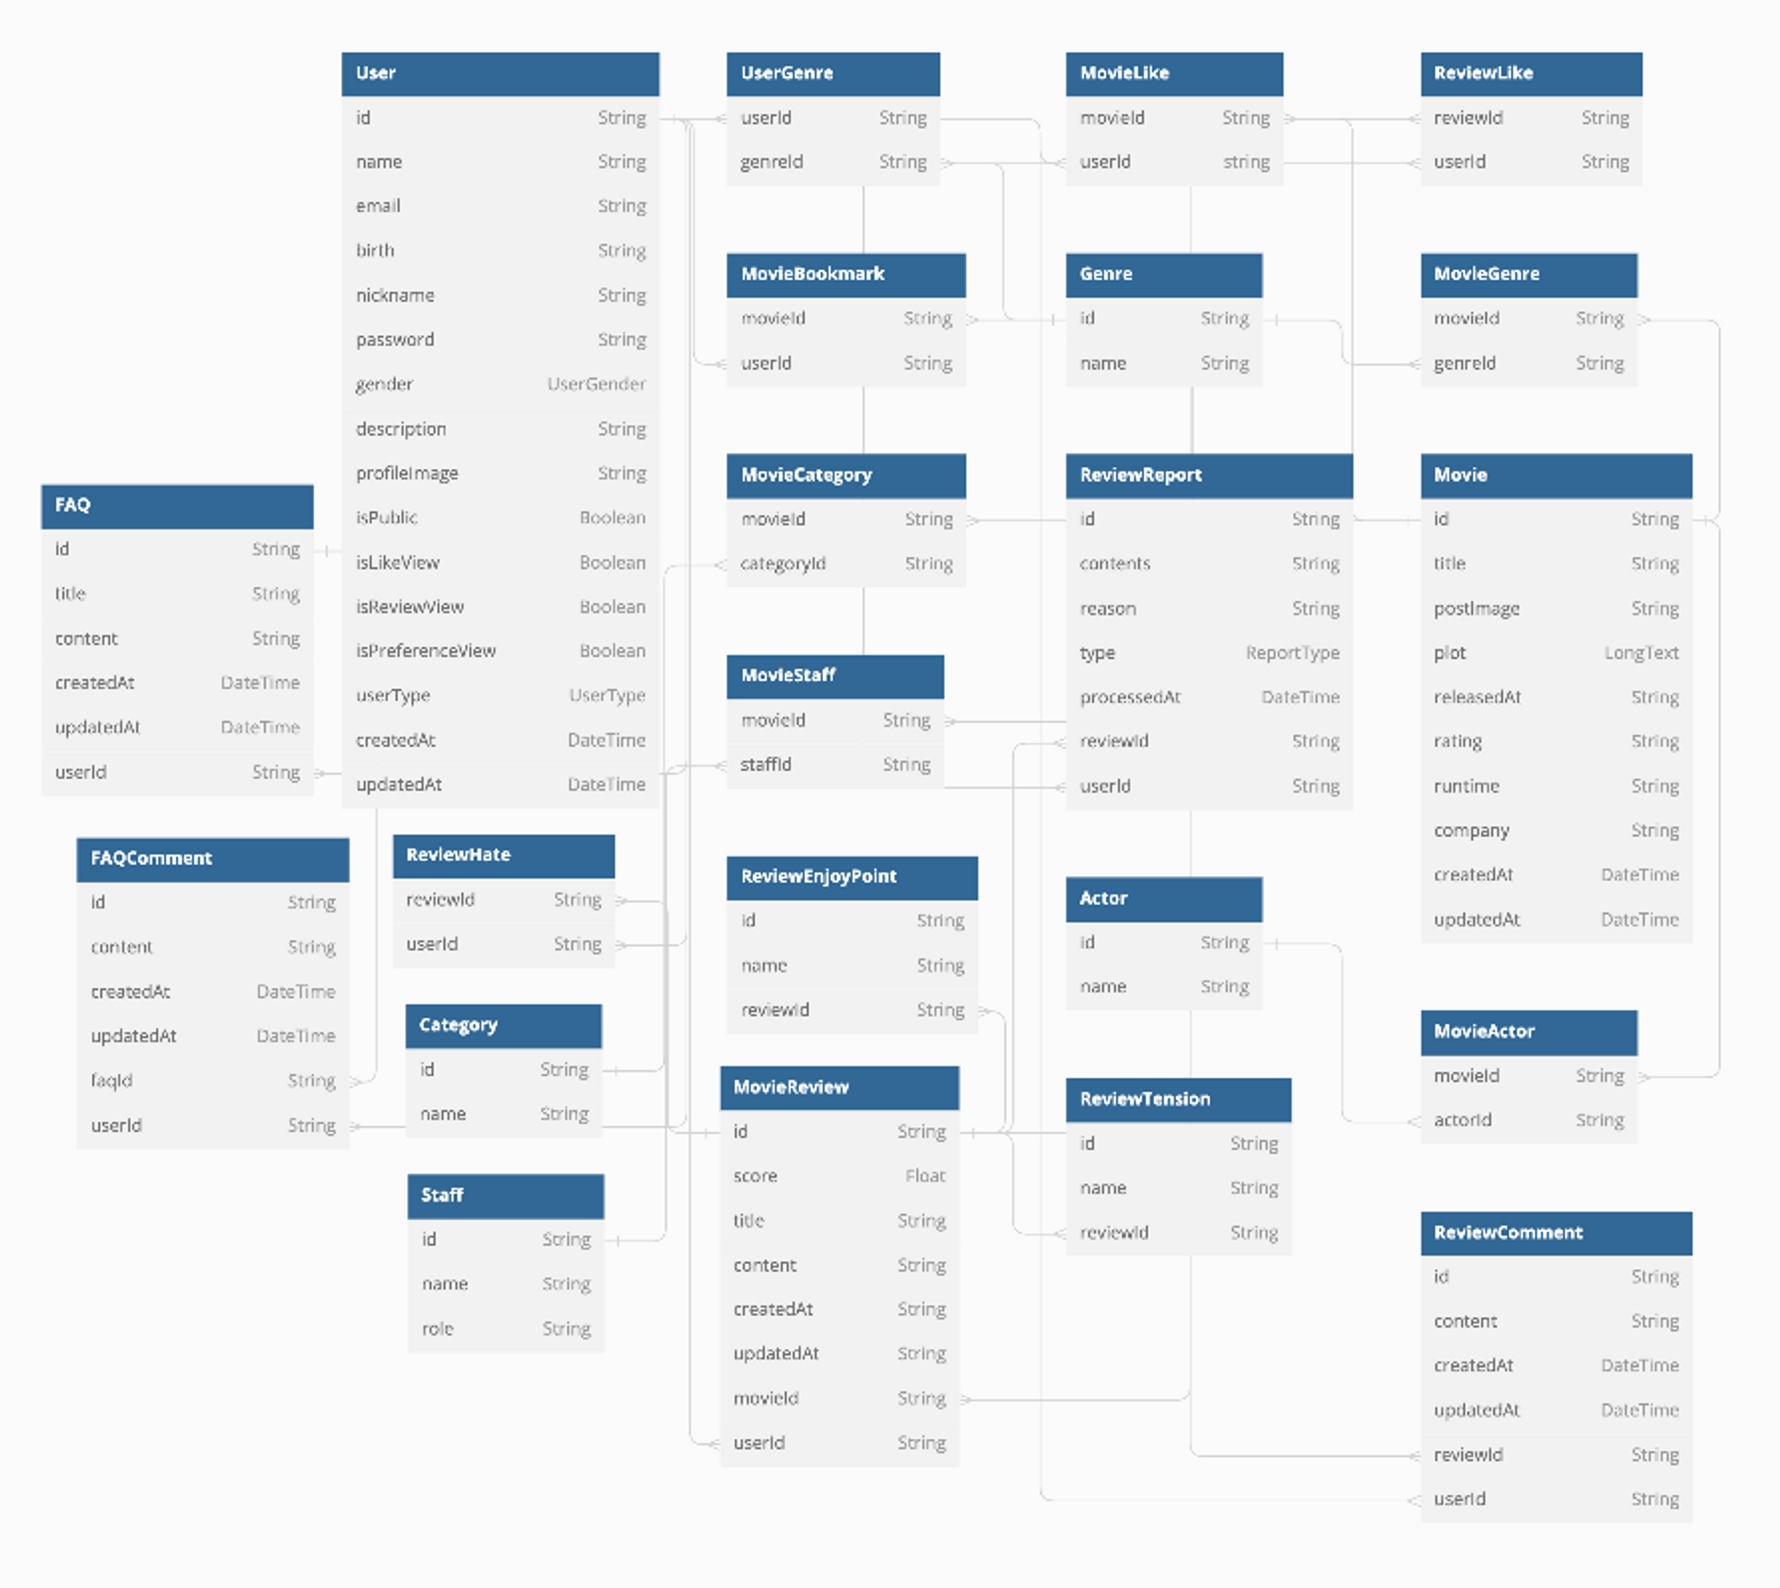 User
id String
name String
email String
birth String
nickname String
password String
gender UserGender
description String
profileImage String
isPublic Boolean
isLikeView Boolean
isReviewView Boolean
isPreferenceView Boolean
userType UserType
createdAt DateTime
updatedAt DateTime
UserGenre
userId String
genreId String
MovieLike
movieId String
userId string
ReviewLike
reviewId String
userId String
MovieBookmark
movieId String
userId String
Genre
id String
name String
MovieGenre
movieId String
genreId String
FAQ
id String
title String
content String
createdAt DateTime
updatedAt DateTime
userId String
MovieCategory
movieId String
categoryId String
ReviewReport
id String
contents String
reason String
type ReportType
processedAt DateTime
reviewId String
userId String
Movie
id String
title String
postImage String
plot LongText
releasedAt String
rating String
runtime String
company String
createdAt DateTime
updatedAt DateTime
MovieStaff
movieId String
staffId String
FAQComment
id String
content String
createdAt DateTime
updatedAt DateTime
faqId String
userId String
ReviewHate
reviewId String
userId String
ReviewEnjoyPoint
id String
name String
reviewId String
Actor
id String
name String
Category
id String
name String
MovieActor
movieId String
actorId String
MovieReview
id String
score Float
title String
content String
createdAt String
updatedAt String
movieId String
userId String
ReviewTension
id String
name String
reviewId String
Staff
id String
name String
role String
ReviewComment
id String
content String
createdAt DateTime
updatedAt DateTime
reviewId String
userId String